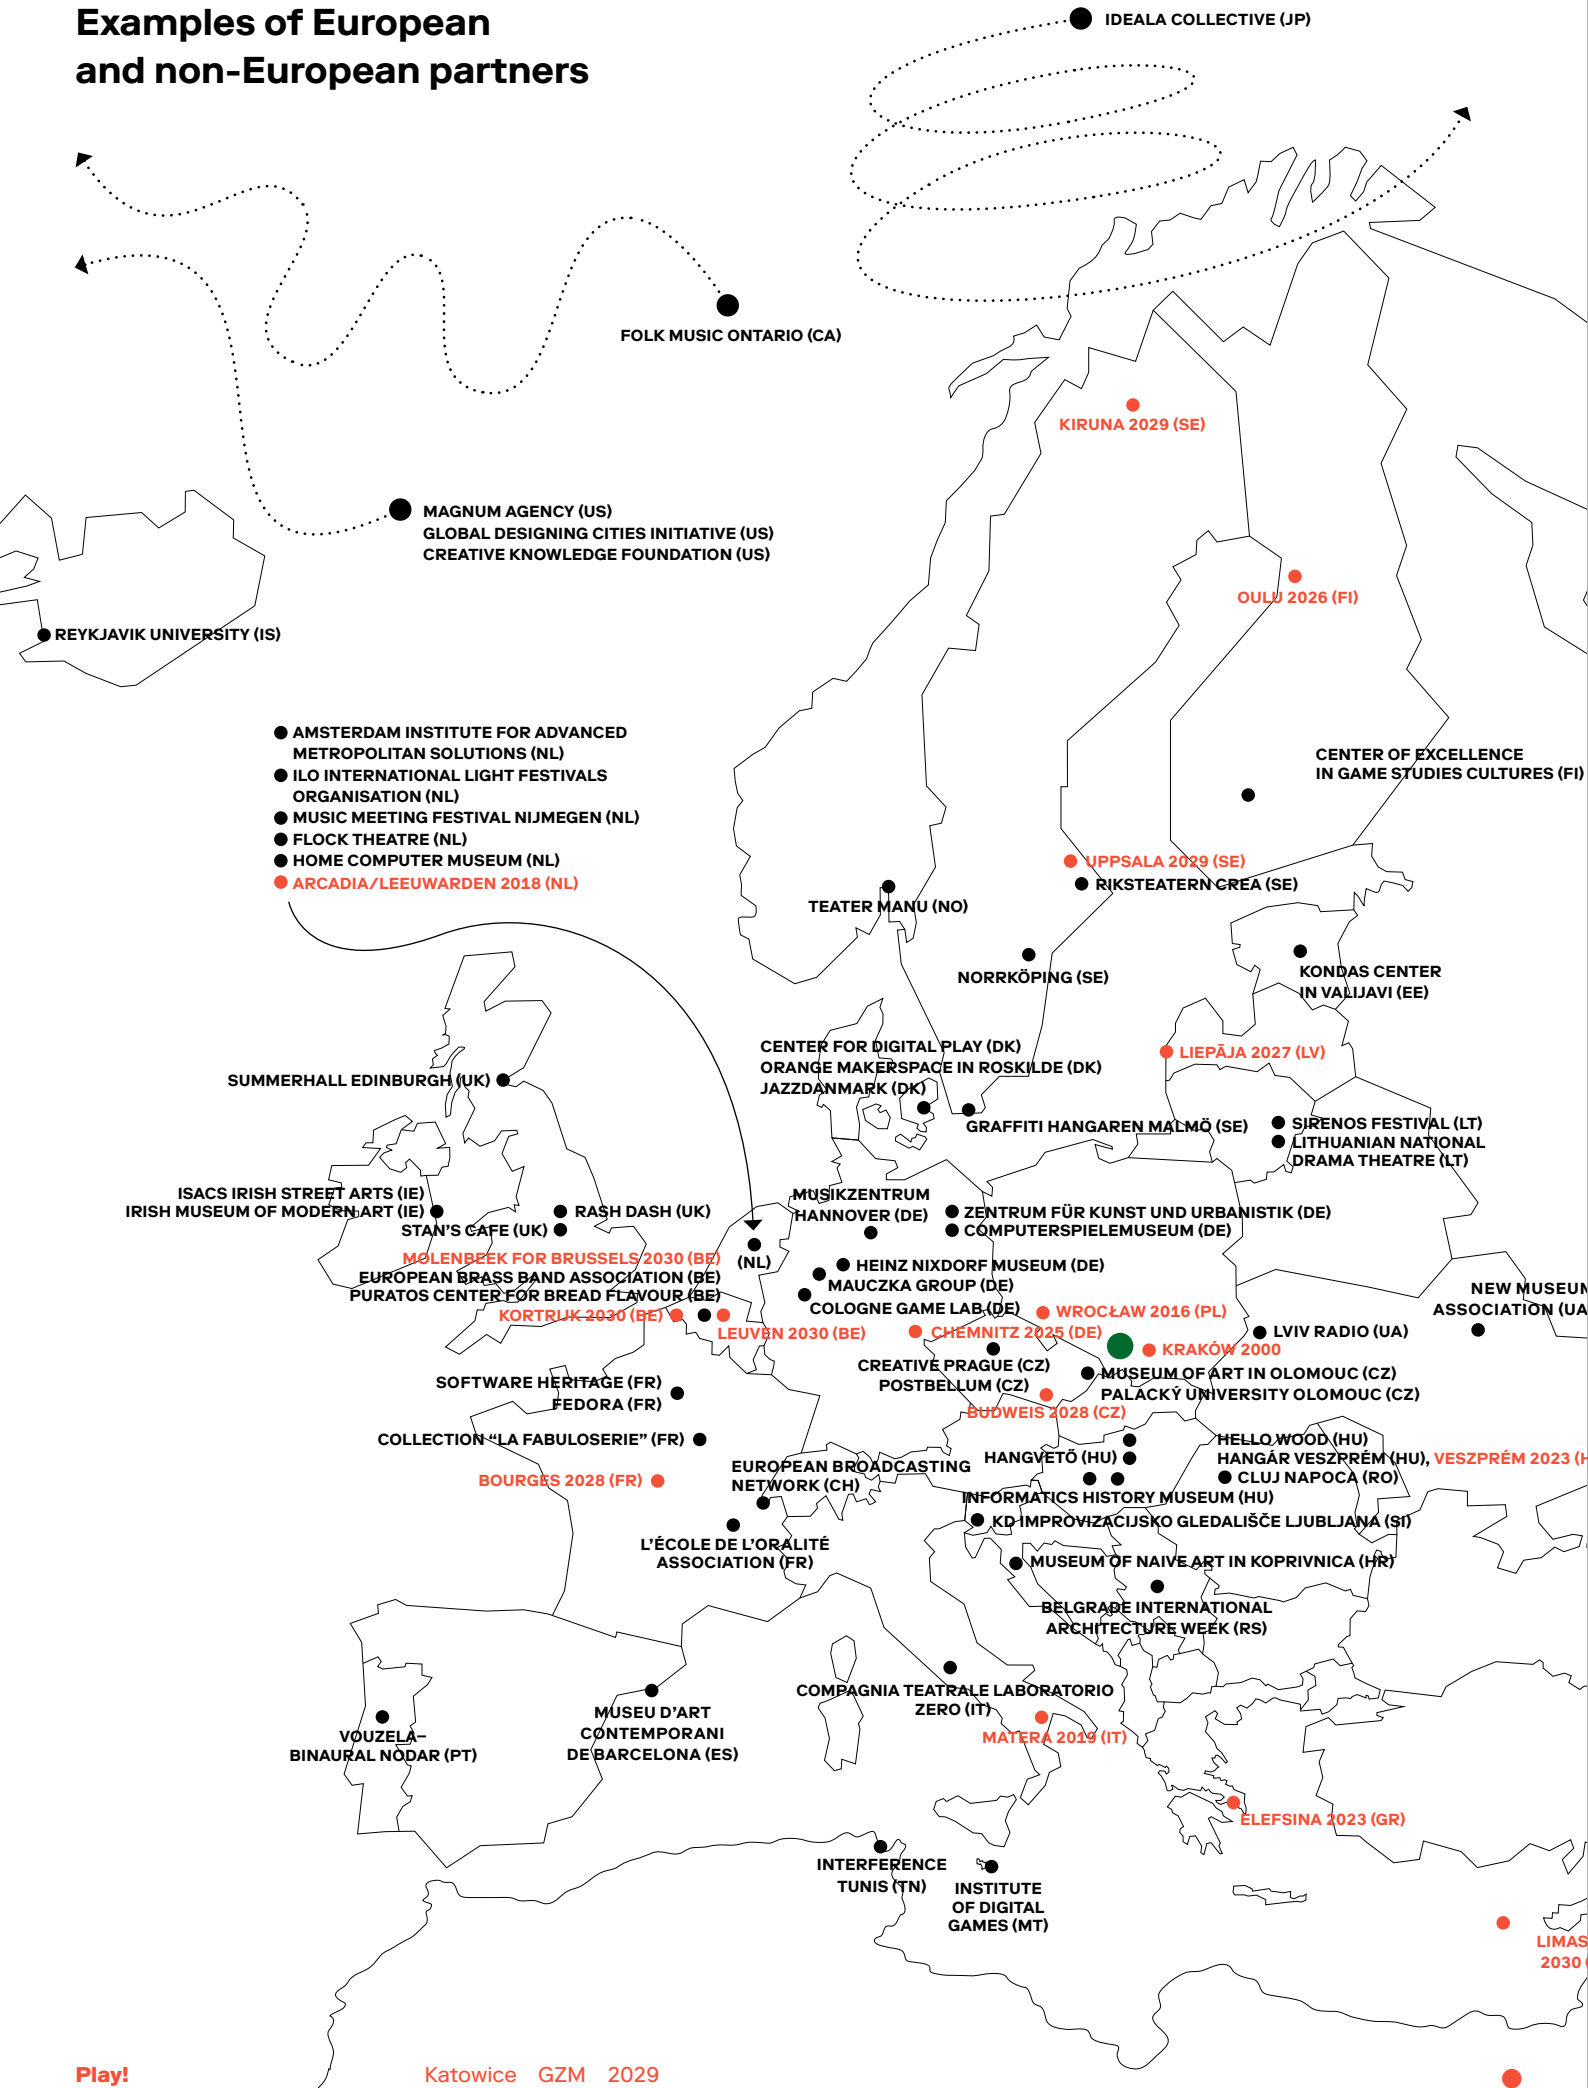 Examples of European
and non-European partners
IDEALA COLLECTIVE (JP)
FOLK MUSIC ONTARIO (CA)
KIRUNA 2029 (SE)
MAGNUM AGENCY (US)
GLOBAL DESIGNING CITIES INITIATIVE (US)
CREATIVE KNOWLEDGE FOUNDATION (US)
OULU 2026 (FI)
REYKJAVIK UNIVERSITY (IS)
AMSTERDAM INSTITUTE FOR ADVANCED
METROPOLITAN SOLUTIONS (NL)
ILO INTERNATIONAL LIGHT FESTIVALS
ORGANISATION (NL)
MUSIC MEETING FESTIVAL NIJMEGEN (NL)
FLOCK THEATRE (NL)
HOME COMPUTER MUSEUM (NL)
ARCADIA/LEEUWARDEN 2018 (NL)
CENTER OF EXCELLENCE
IN GAME STUDIES CULTURES (FI)
UPPSALA 2029 (SE)
RIKSTEATERN CREA (SE)
TEATER MANU (NO)
NORRKÖPING (SE)
KONDAS CENTER
IN VALIJAVI (EE)
CENTER FOR DIGITAL PLAY (DK)
ORANGE MAKERSPACE IN ROSKILDE (DK)
JAZZDANMARK (DK)
LIEPĀJA 2027 (LV)
SUMMERHALL EDINBURGH (UK)
GRAFFITI HANGAREN MALMÖ (SE)
SIRENOS FESTIVAL (LT)
LITHUANIAN NATIONAL
DRAMA THEATRE (LT)
ISACS IRISH STREET ARTS (IE)
IRISH MUSEUM OF MODERN ART (IE)
RASH DASH (UK)
STAN'S CAFE (UK)
MUSIKZENTRUM
HANNOVER (DE)
ZENTRUM FÜR KUNST UND URBANISTIK (DE)
COMPUTERSPIELEMUSEUM (DE)
MOLENBEEK FOR BRUSSELS 2030 (BE)
EUROPEAN BRASS BAND ASSOCIATION (BE)
PURATOS CENTER FOR BREAD FLAVOUR (BE)
KORTRIJK 2030 (BE)
(NL)
LEUVEN 2030 (BE)
HEINZ NIXDORF MUSEUM (DE)
MAUCZKA GROUP (DE)
COLOGNE GAME LAB (DE)
WROCŁAW 2016 (PL)
NEW MUSEUM
ASSOCIATION (UA
CHEMNITZ 2025 (DE)
LVIV RADIO (UA)
KRAKÓW 2000
CREATIVE PRAGUE (CZ)
POSTBELLUM (CZ)
MUSEUM OF ART IN OLOMOUC (CZ)
PALACKÝ UNIVERSITY OLOMOUC (CZ)
BUDWEIS 2028 (CZ)
SOFTWARE HERITAGE (FR)
FEDORA (FR)
COLLECTION “LA FABULOSERIE” (FR)
BOURGES 2028 (FR)
EUROPEAN BROADCASTING
NETWORK (CH)
HANGVETŐ (HU)
HELLO WOOD (HU)
HANGÁR VESZPRÉM (HU), VESZPRÉM 2023 (H
CLUJ NAPOCA (RO)
INFORMATICS HISTORY MUSEUM (HU)
KD IMPROVIZACIJSKO GLEDALIŠČE LJUBLJANA (SI)
L'ÉCOLE DE L'ORALITÉ
ASSOCIATION (FR)
MUSEUM OF NAIVE ART IN KOPRIVNICA (HR)
BELGRADE INTERNATIONAL
ARCHITECTURE WEEK (RS)
COMPAGNIA TEATRALE LABORATORIO
ZERO (IT)
MATERA 2019 (IT)
MUSEU D'ART
CONTEMPORANI
DE BARCELONA (ES)
VOUZELA–
BINAURAL NODAR (PT)
ELEFSINA 2023 (GR)
INTERFERENCE
TUNIS (TN)
INSTITUTE
OF DIGITAL
GAMES (MT)
LIMAS
2030 (
Play!
Katowice GZM 2029